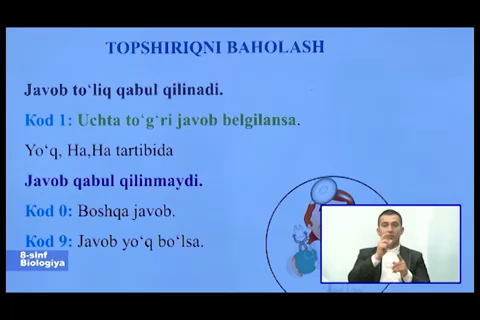 TOPSHIRIQNI BAHOLASH
Javob to‘liq qabul qilinadi.
Kod 1: Uchta to‘g‘ri javob belgilansa.
Yo‘q, Ha,Ha tartibida
Javob qabul qilinmaydi.
Kod 0: Boshqa javob.
Kod 9: Javob yo‘q bo‘lsa.
8-sinf
Biologiya